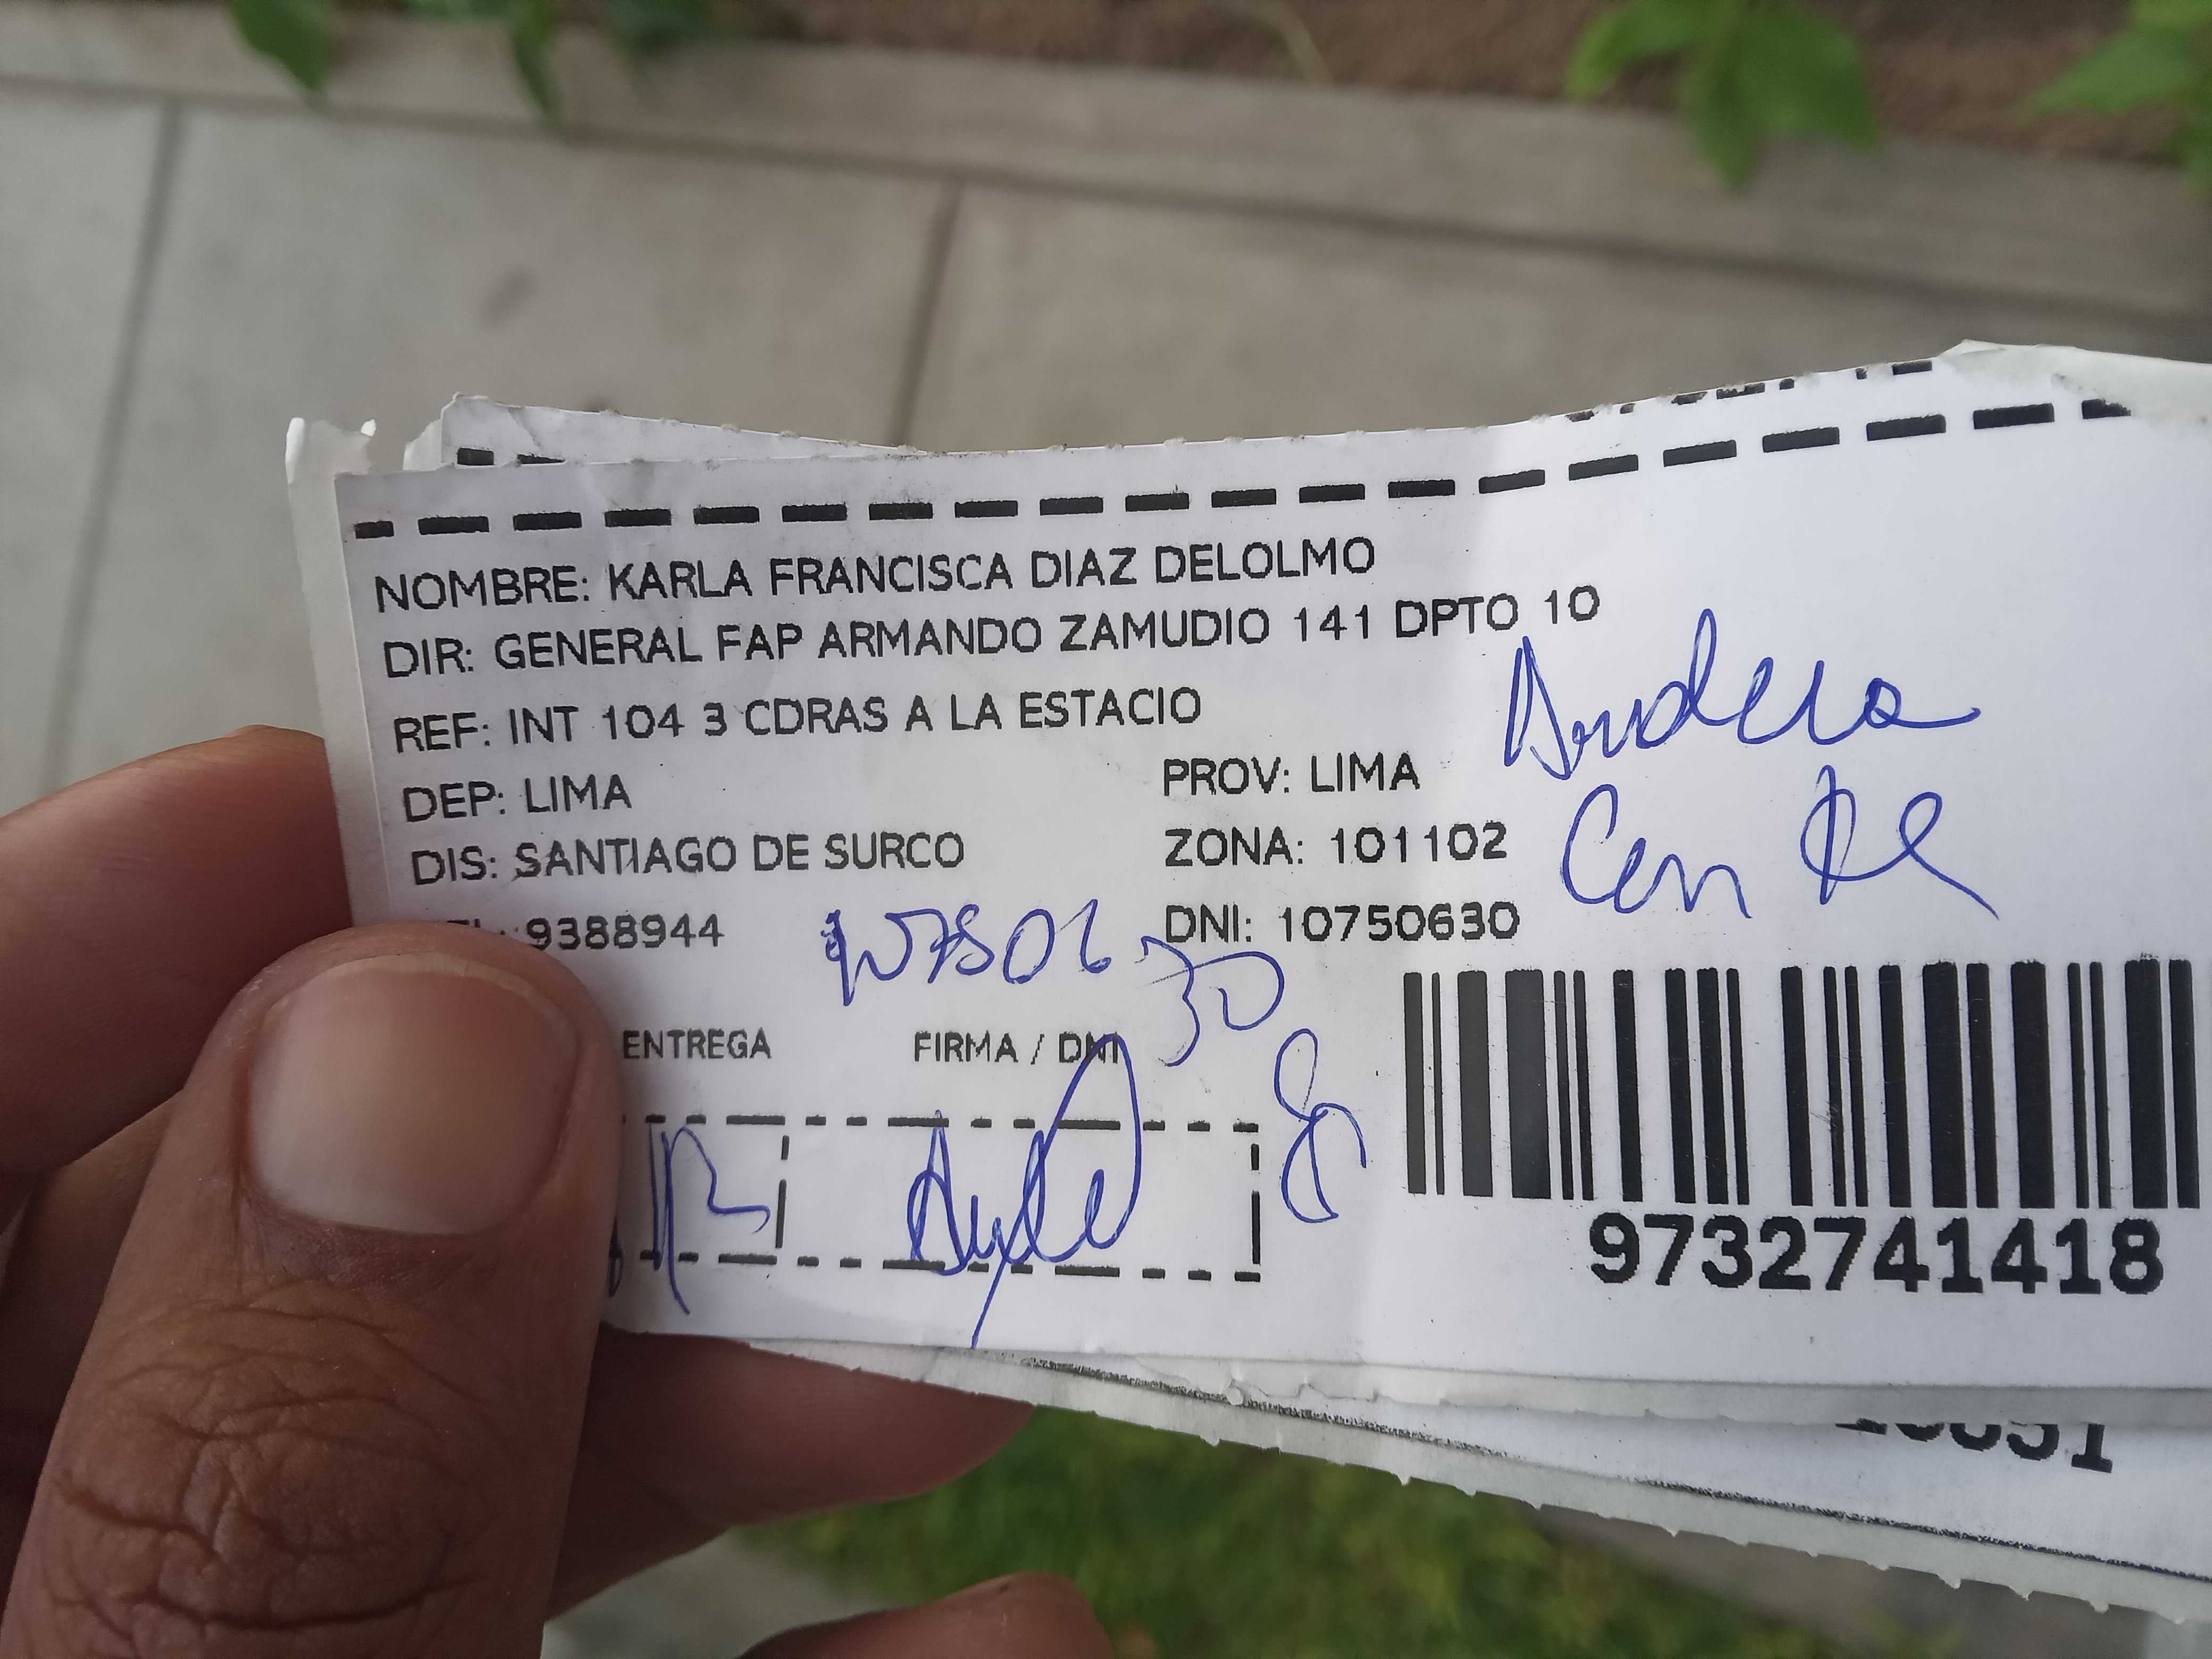 NOMBRE: KARLA FRANCISCA DIAZ DELOLMO
DIR: GENERAL FAP ARMANDO ZAMUDIO 141 DPTO 10
REF: INT 104 3 CDRAS A LA ESTACIO
DEP: LIMA PROV: LIMA
DIS: SANTIAGO DE SURCO ZONA: 101102
9388944 DNI: 10750630
10750630
ENTREGA FIRMA / DNI
9732741418